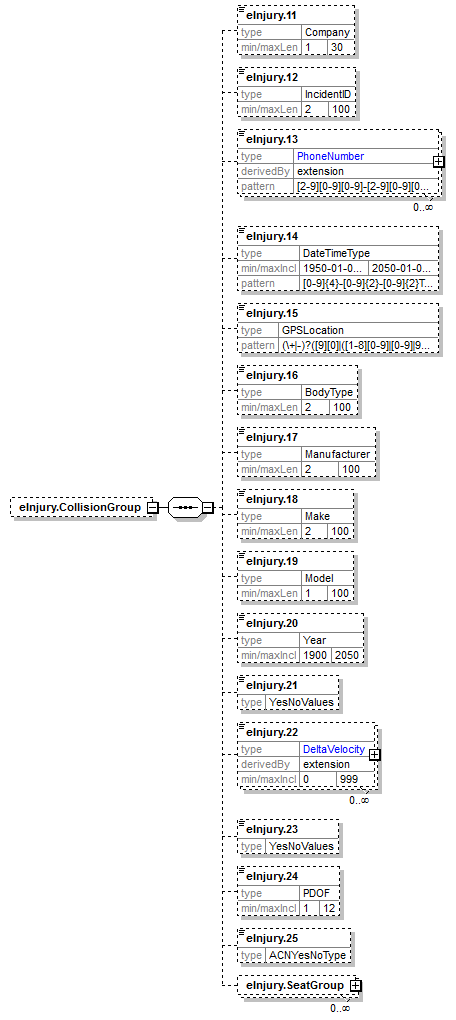 eInjury.11
type Company
min/maxLen 1 30
eInjury.12
type IncidentID
min/maxLen 2 100
eInjury.13
type PhoneNumber
derivedBy extension
pattern [2-9][0-9][0-9]-[2-9][0-9][0...
0..∞
eInjury.14
type DateTimeType
min/maxIncl 1950-01-0... 2050-01-0...
pattern [0-9]{4}-[0-9]{2}-[0-9]{2}T...
eInjury.15
type GPSLocation
pattern (\+|-)?([9][0]|([1-8][0-9]|[0-9]|9...
eInjury.16
type BodyType
min/maxLen 2 100
eInjury.17
type Manufacturer
min/maxLen 2 100
eInjury.CollisionGroup
eInjury.18
type Make
min/maxLen 2 100
eInjury.19
type Model
min/maxLen 1 100
eInjury.20
type Year
min/maxIncl 1900 2050
eInjury.21
type YesNoValues
eInjury.22
type DeltaVelocity
derivedBy extension
min/maxIncl 0 999
0..∞
eInjury.23
type YesNoValues
eInjury.24
type PDOF
min/maxIncl 1 12
eInjury.25
type ACNYesNoType
eInjury.SeatGroup
0..∞